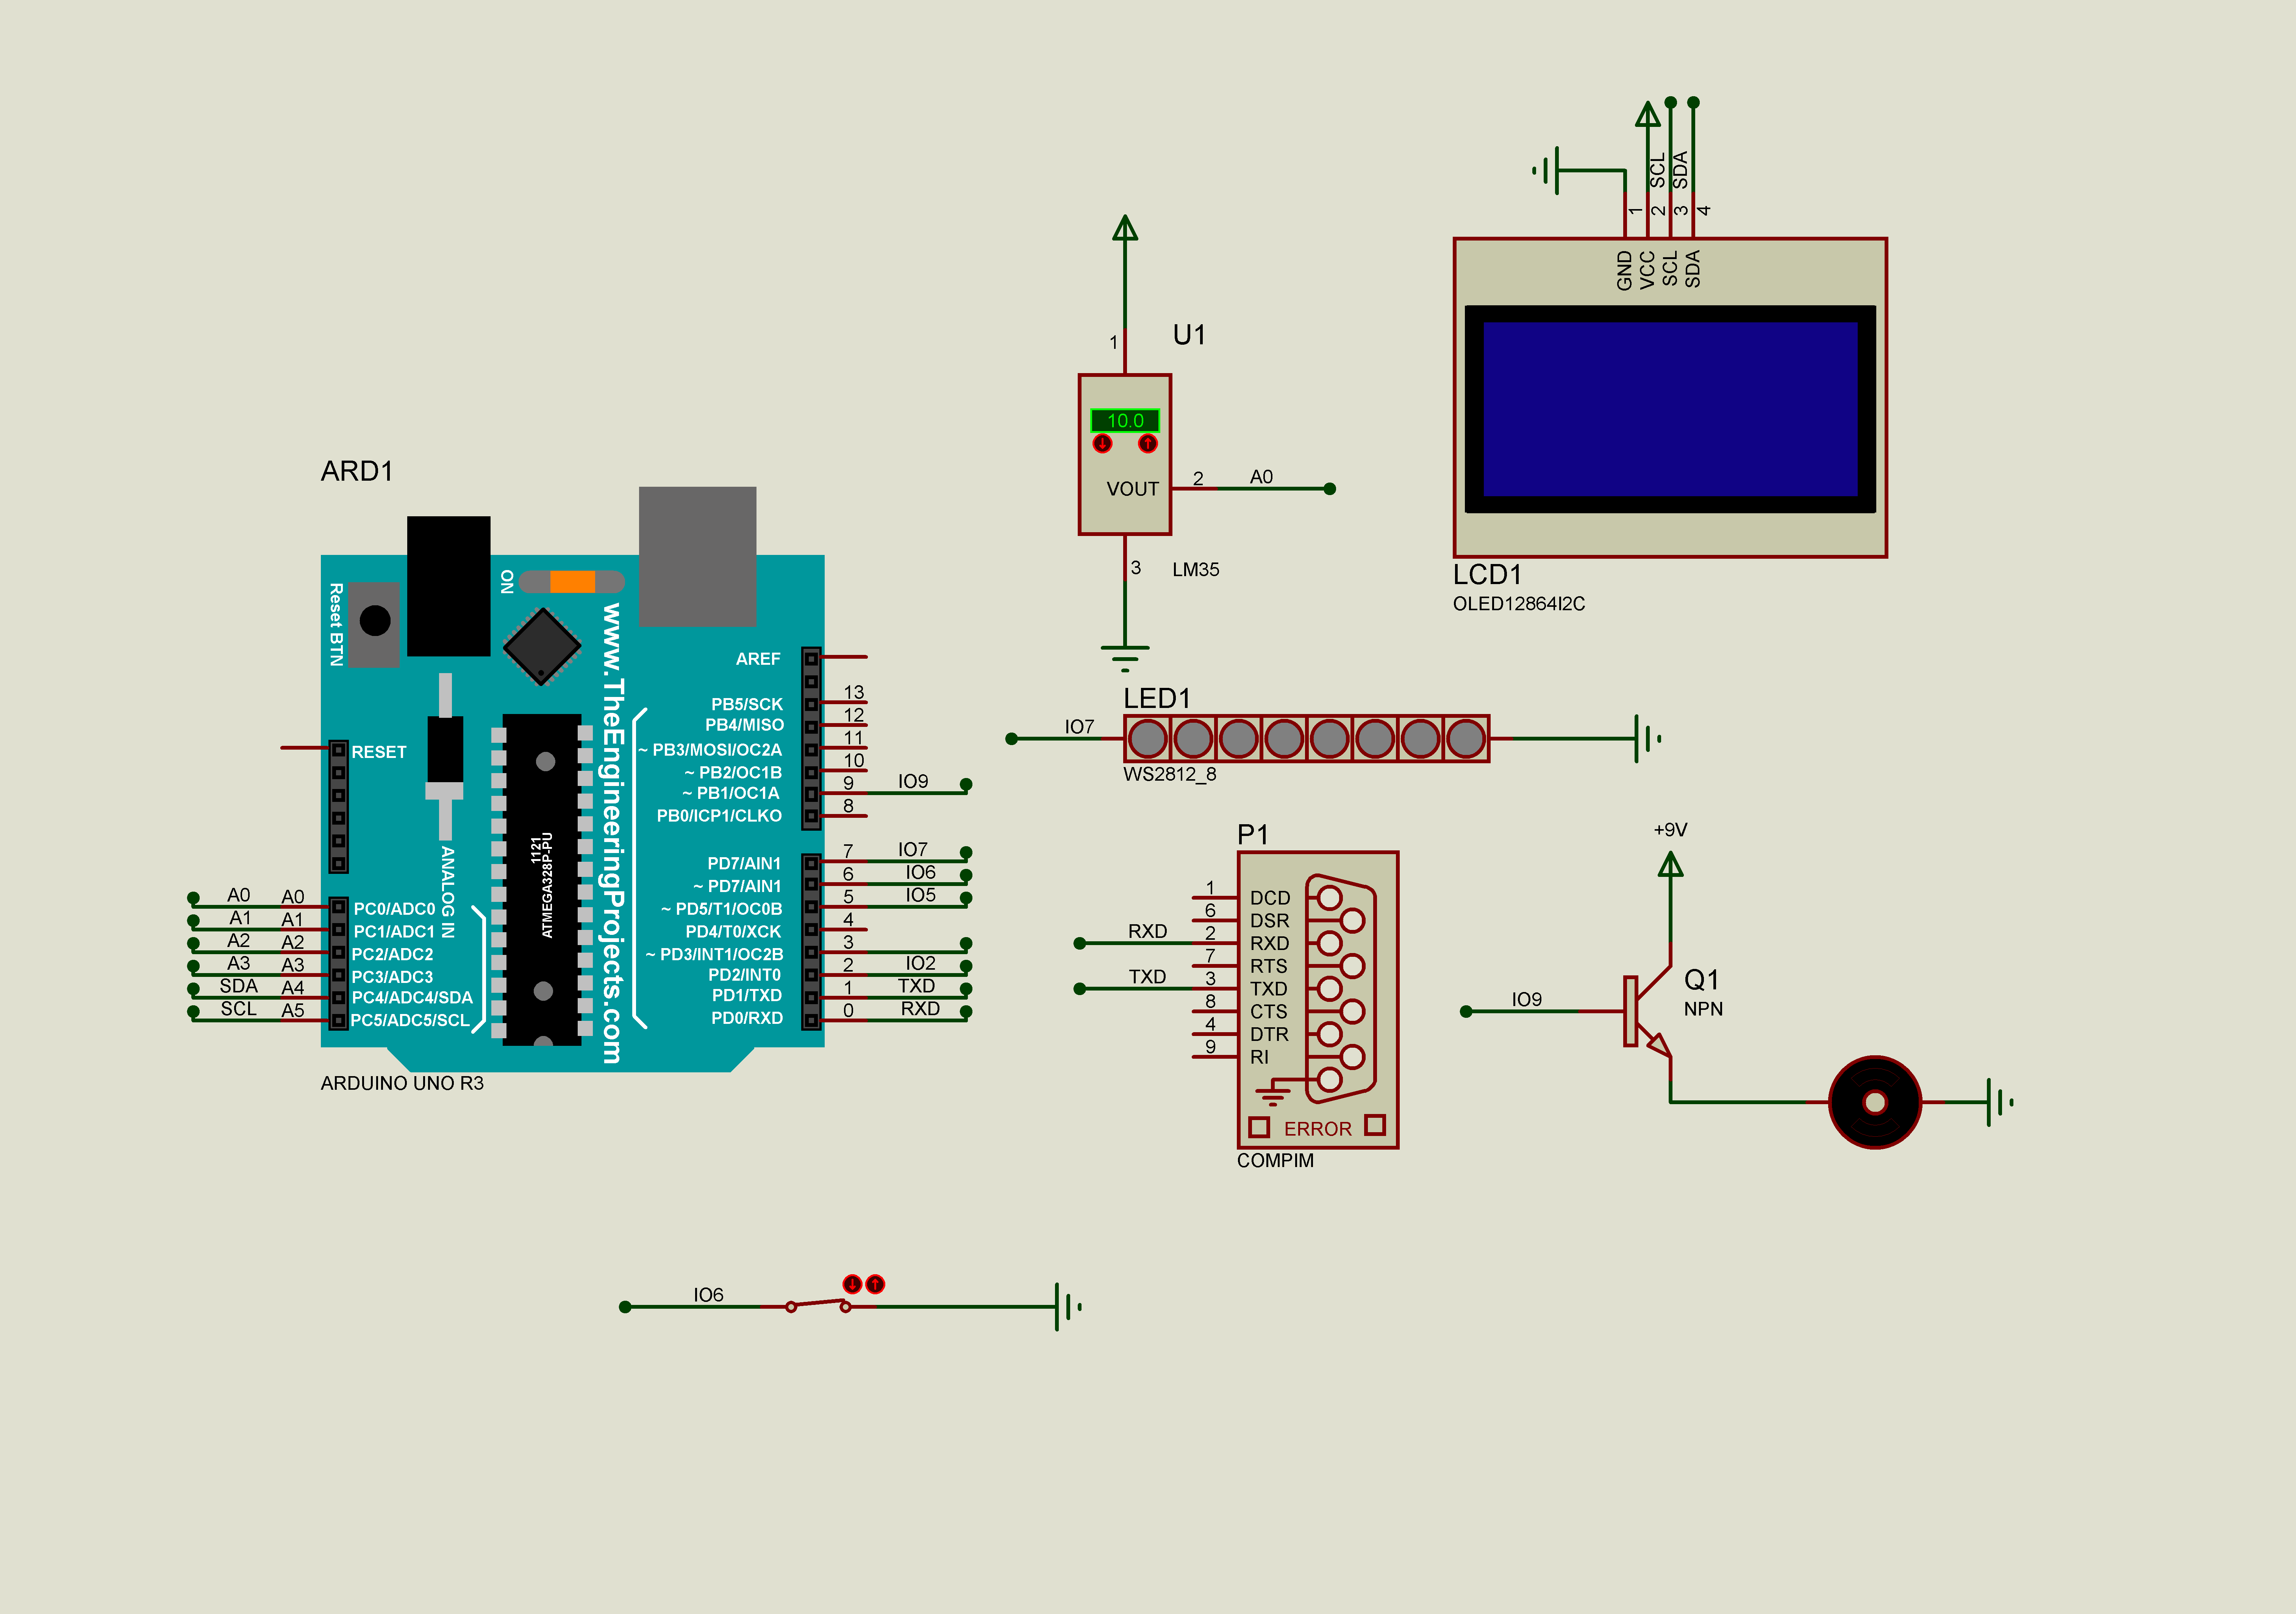 ARD1
ON
Reset BTN
www.TheEngineeringProjects.com
AREF
PB5/SCK 13
PB4/MISO 12
~ PB3/MOSI/OC2A 11
~ PB2/OC1B 10
~ PB1/OC1A 9 IO9
PB0/ICP1/CLKO 8
RESET
ANALOG IN
1121
ATMEGA328P-PU
PD7/AIN1 7 IO7
~ PD7/AIN1 6 IO6
~ PD5/T1/OC0B 5 IO5
PD4/T0/XCK 4
~ PD3/INT1/OC2B 3
PD2/INT0 2 IO2
PD1/TXD 1 TXD
PD0/RXD 0 RXD
A0 A0 PC0/ADC0
A1 A1 PC1/ADC1
A2 A2 PC2/ADC2
A3 A3 PC3/ADC3
SDA A4 PC4/ADC4/SDA
SCL A5 PC5/ADC5/SCL
ARDUINO UNO R3
U1
1
10.0
VOUT 2 A0
3
LM35
SCL
SDA
1 2 3 4
GND
VCC
SCL
SDA
LCD1
OLED12864I2C
LED1
IO7
WS2812_8
P1
1 DCD
6 DSR
RXD 2 RXD
7 RTS
TXD 3 TXD
8 CTS
4 DTR
9 RI
ERROR
COMPIM
+9V
Q1
NPN
IO9
IO6